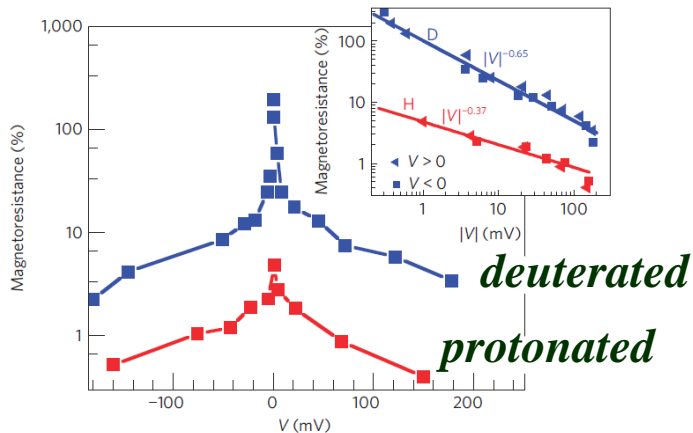 Magnetoresistance (%)
1,000
100
10
1
−100
0
100
200
V (mV)
Magnetoresistance (%)
100
10
1
D
|V|−0.65
H
|V|−0.37
V > 0
V < 0
1
10
100
|V| (mV)
deuterated
protonated